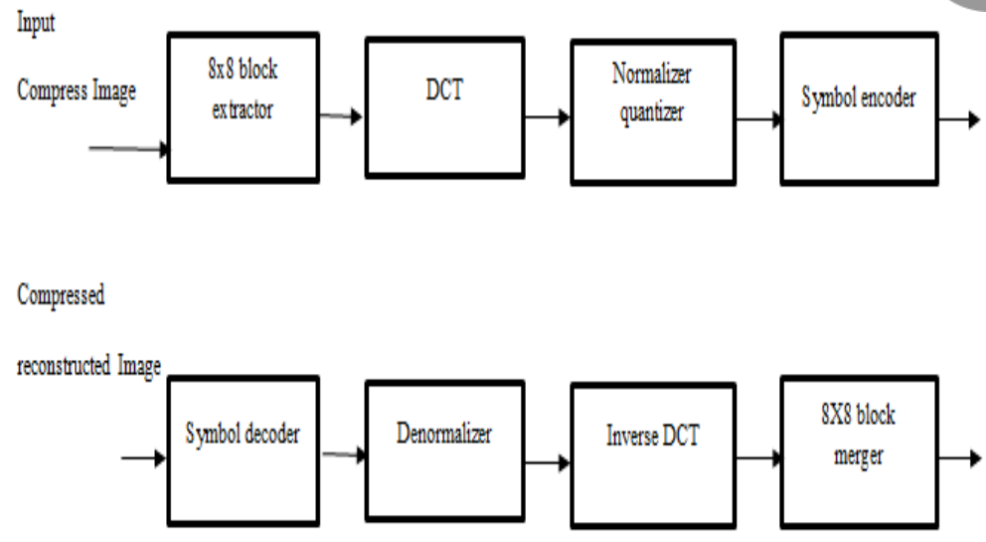 Input
Compress Image
8x8 block
extractor
DCT
Normalizer
quantizer
Symbol encoder
Compressed
reconstructed Image
Symbol decoder
Denormalizer
Inverse DCT
8X8 block
merger